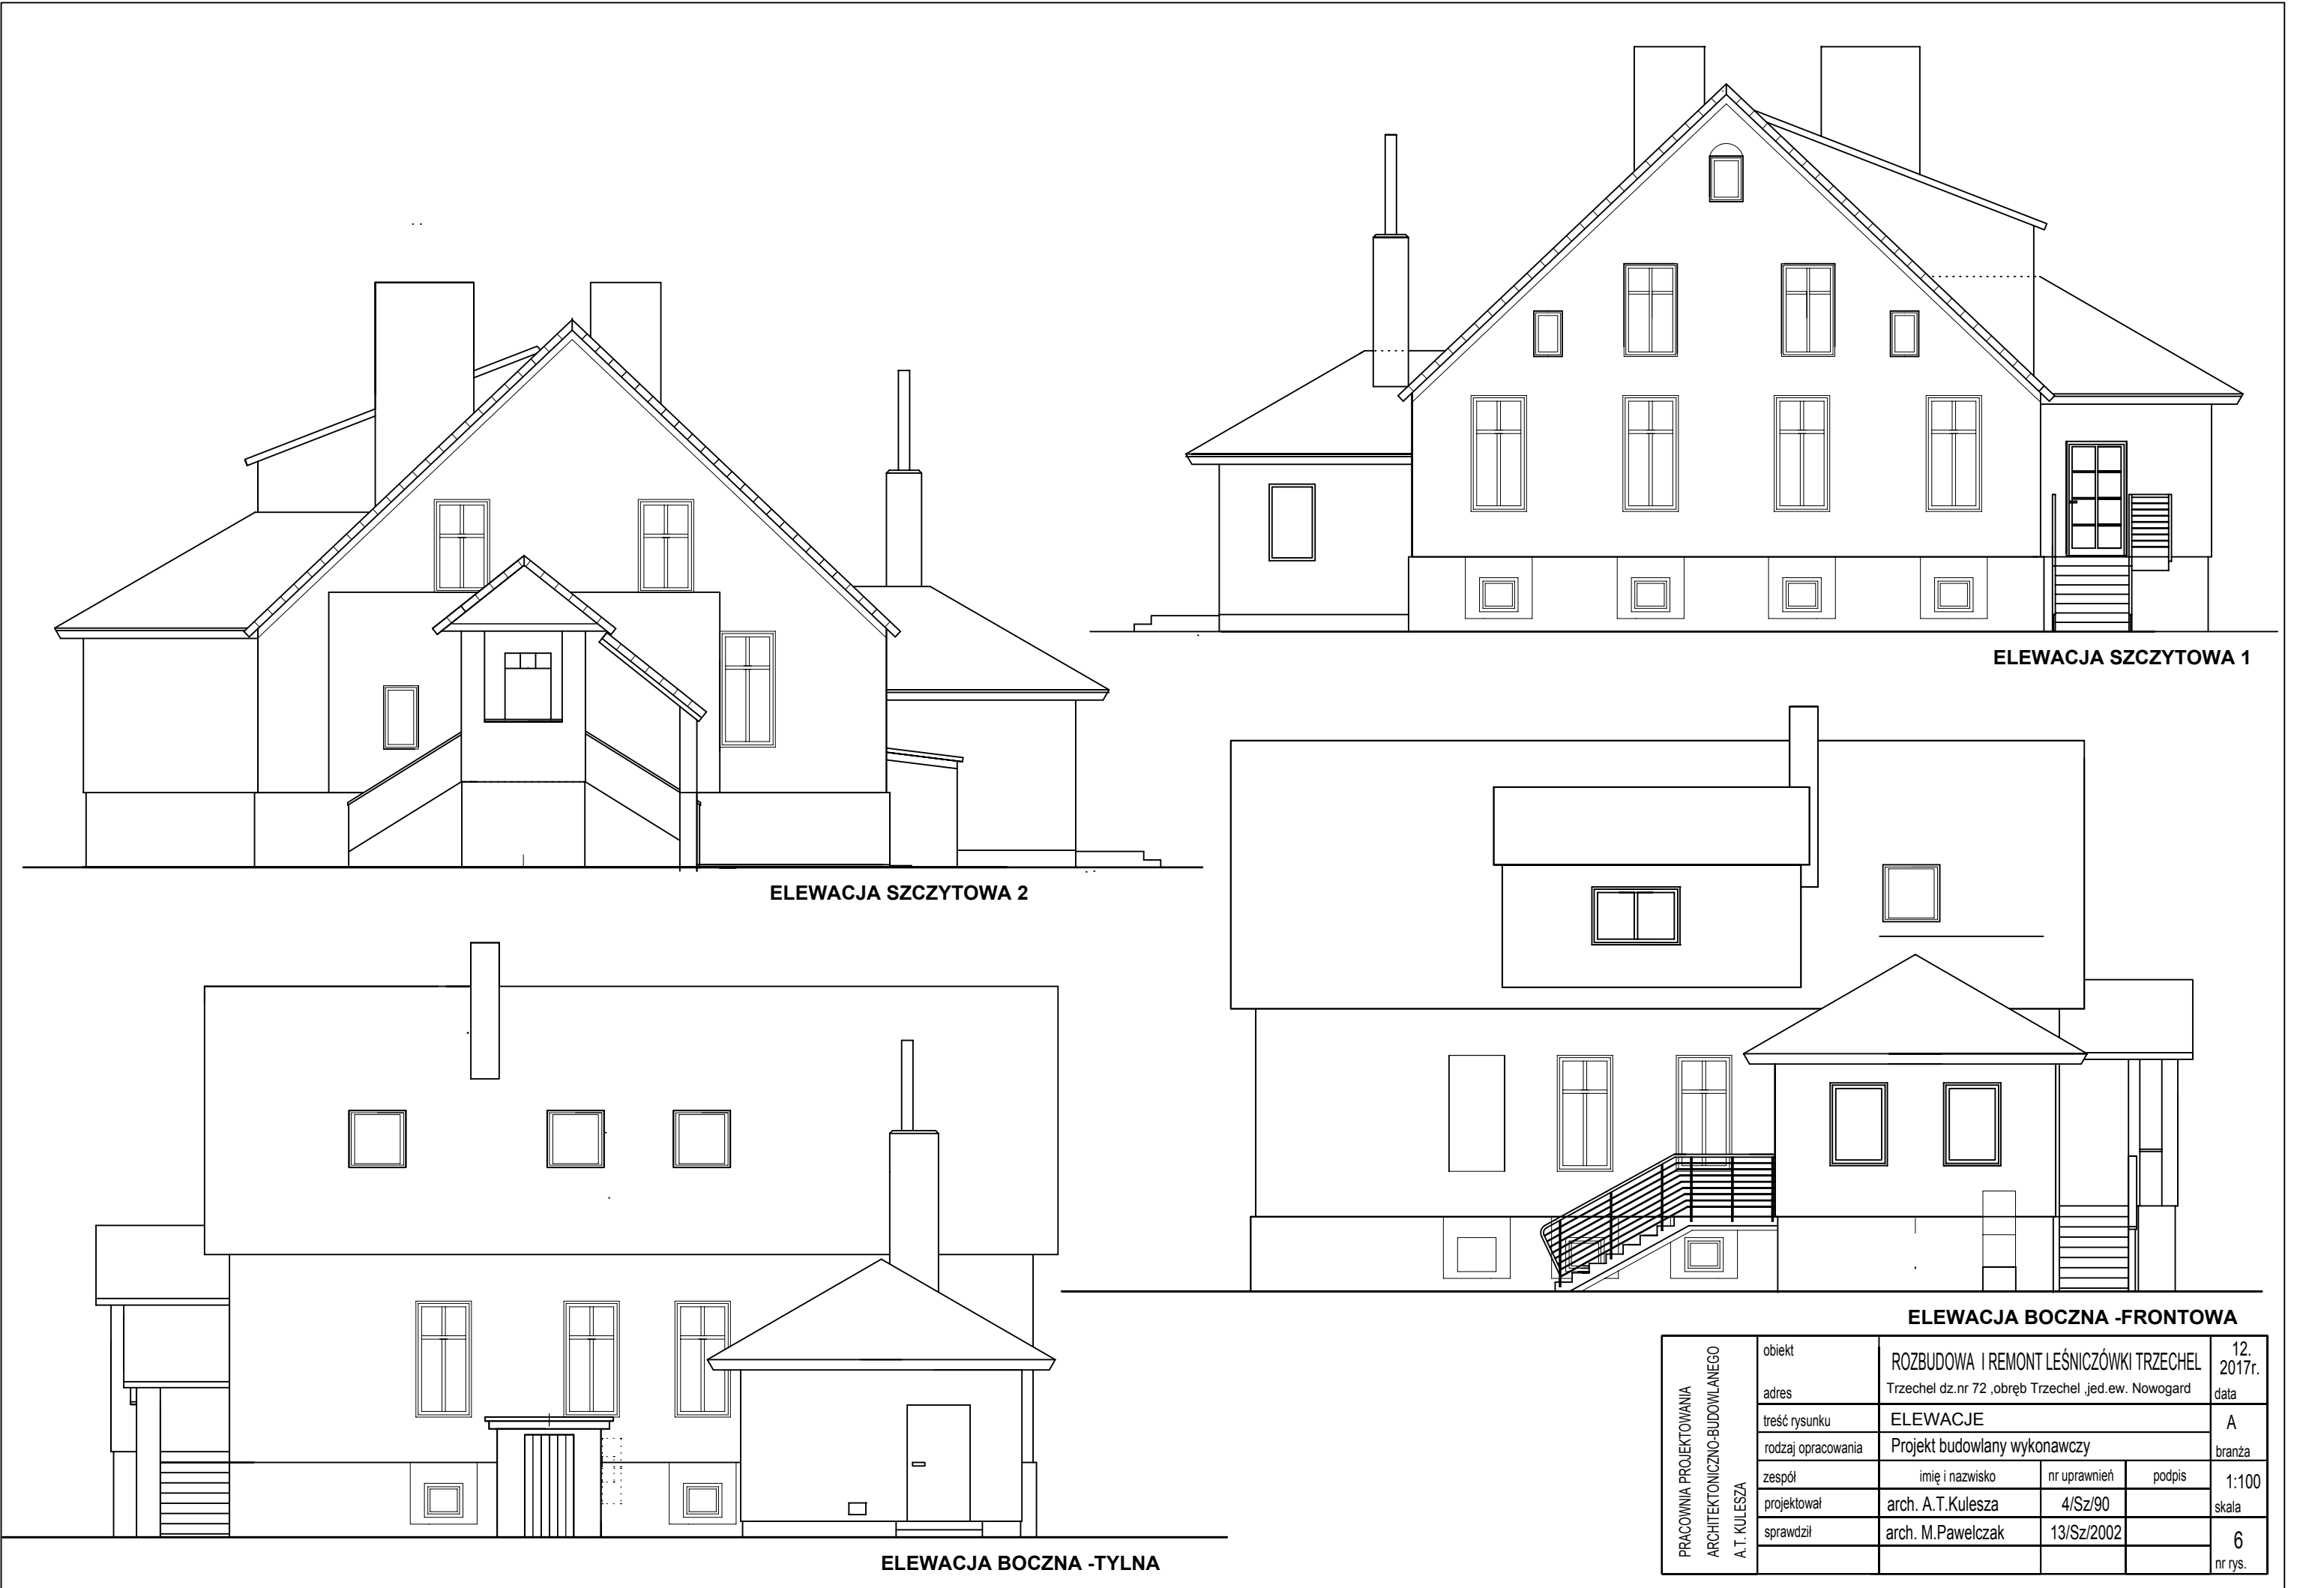 ELEWACJA SZCZYTOWA 1
ELEWACJA SZCZYTOWA 2
ELEWACJA BOCZNA -FRONTOWA
ELEWACJA BOCZNA -TYLNA
PRACOWNIA PROJEKTOWANIA
ARCHITEKTONICZNO-BUDOWLANEGO
A.T. KULESZA
obiekt
ROZBUDOWA I REMONT LEŚNICZÓWKI TRZECHEL
12.
2017r.
adres
Trzechel dz.nr 72 ,obręb Trzechel ,jed.ew. Nowogard
data
treść rysunku
ELEWACJE
A
rodzaj opracowania
Projekt budowlany wykonawczy
branża
zespół
imię i nazwisko
nr uprawnień
podpis
1:100
projektował
arch. A.T.Kulesza
4/Sz/90
skala
sprawdził
arch. M.Pawelczak
13/Sz/2002
6
nr rys.